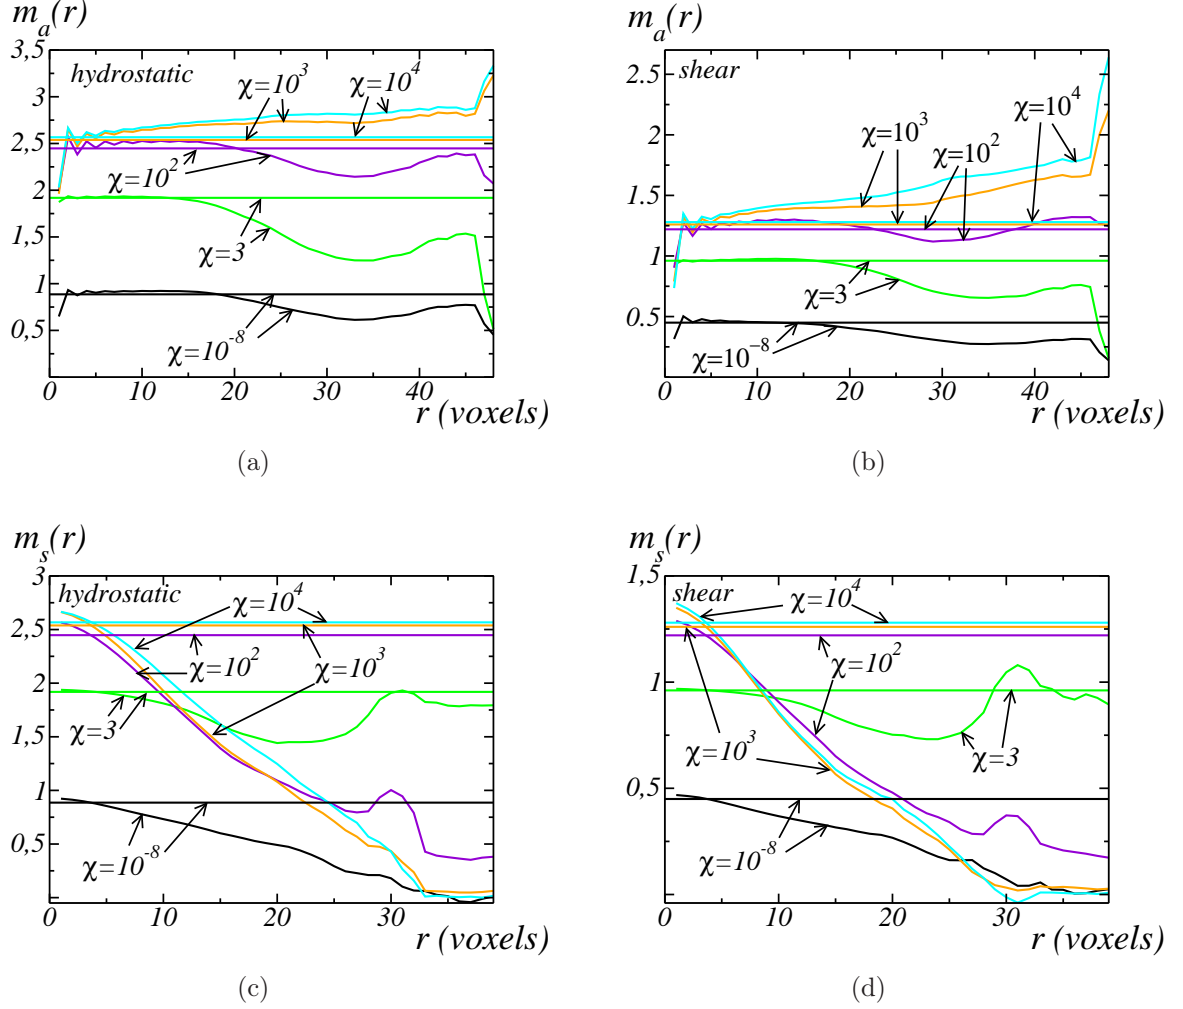 m_a(r)
3,5
3
2,5
2
1,5
1
0,5
0
10
20
30
40
r (voxels)
hydrostatic
χ=10^3
χ=10^4
χ=10^2
χ=3
χ=10^-8
(a)
m_a(r)
2.5
2
1.5
1
0.5
0
10
20
30
40
r (voxels)
shear
χ=10^3
χ=10^2
χ=10^4
χ=3
χ=10^−8
(b)
m_s(r)
3
2,5
2
1,5
1
0,5
0
10
20
30
r (voxels)
hydrostatic
χ=10^4
χ=10^2
χ=10^3
χ=3
χ=10^-8
(c)
m_s(r)
1,5
1
0,5
0
10
20
30
r (voxels)
shear
χ=10^4
χ=10^2
χ=10^3
χ=3
χ=10^-8
(d)